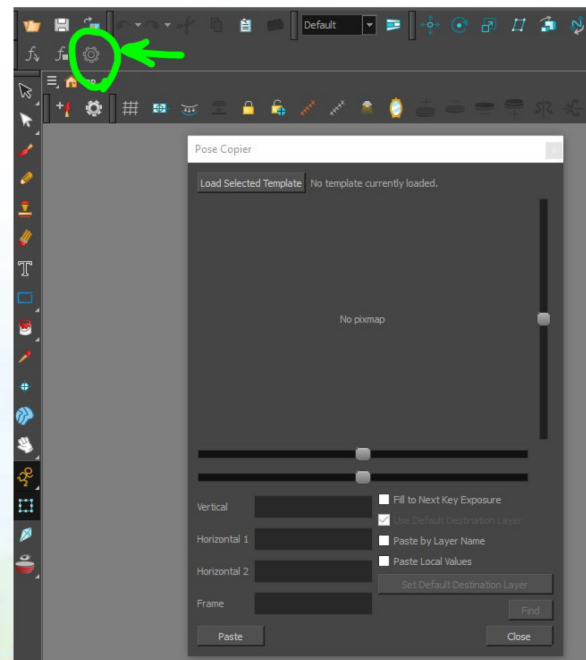 Default
Pose Copier
Load Selected Template No template currently loaded.
No pixmap
Vertical
Fill to Next Key Exposure
Use Default Destination Layer
Horizontal 1
Paste by Layer Name
Paste Local Values
Horizontal 2
Set Default Destination Layer
Frame
Find
Paste
Close